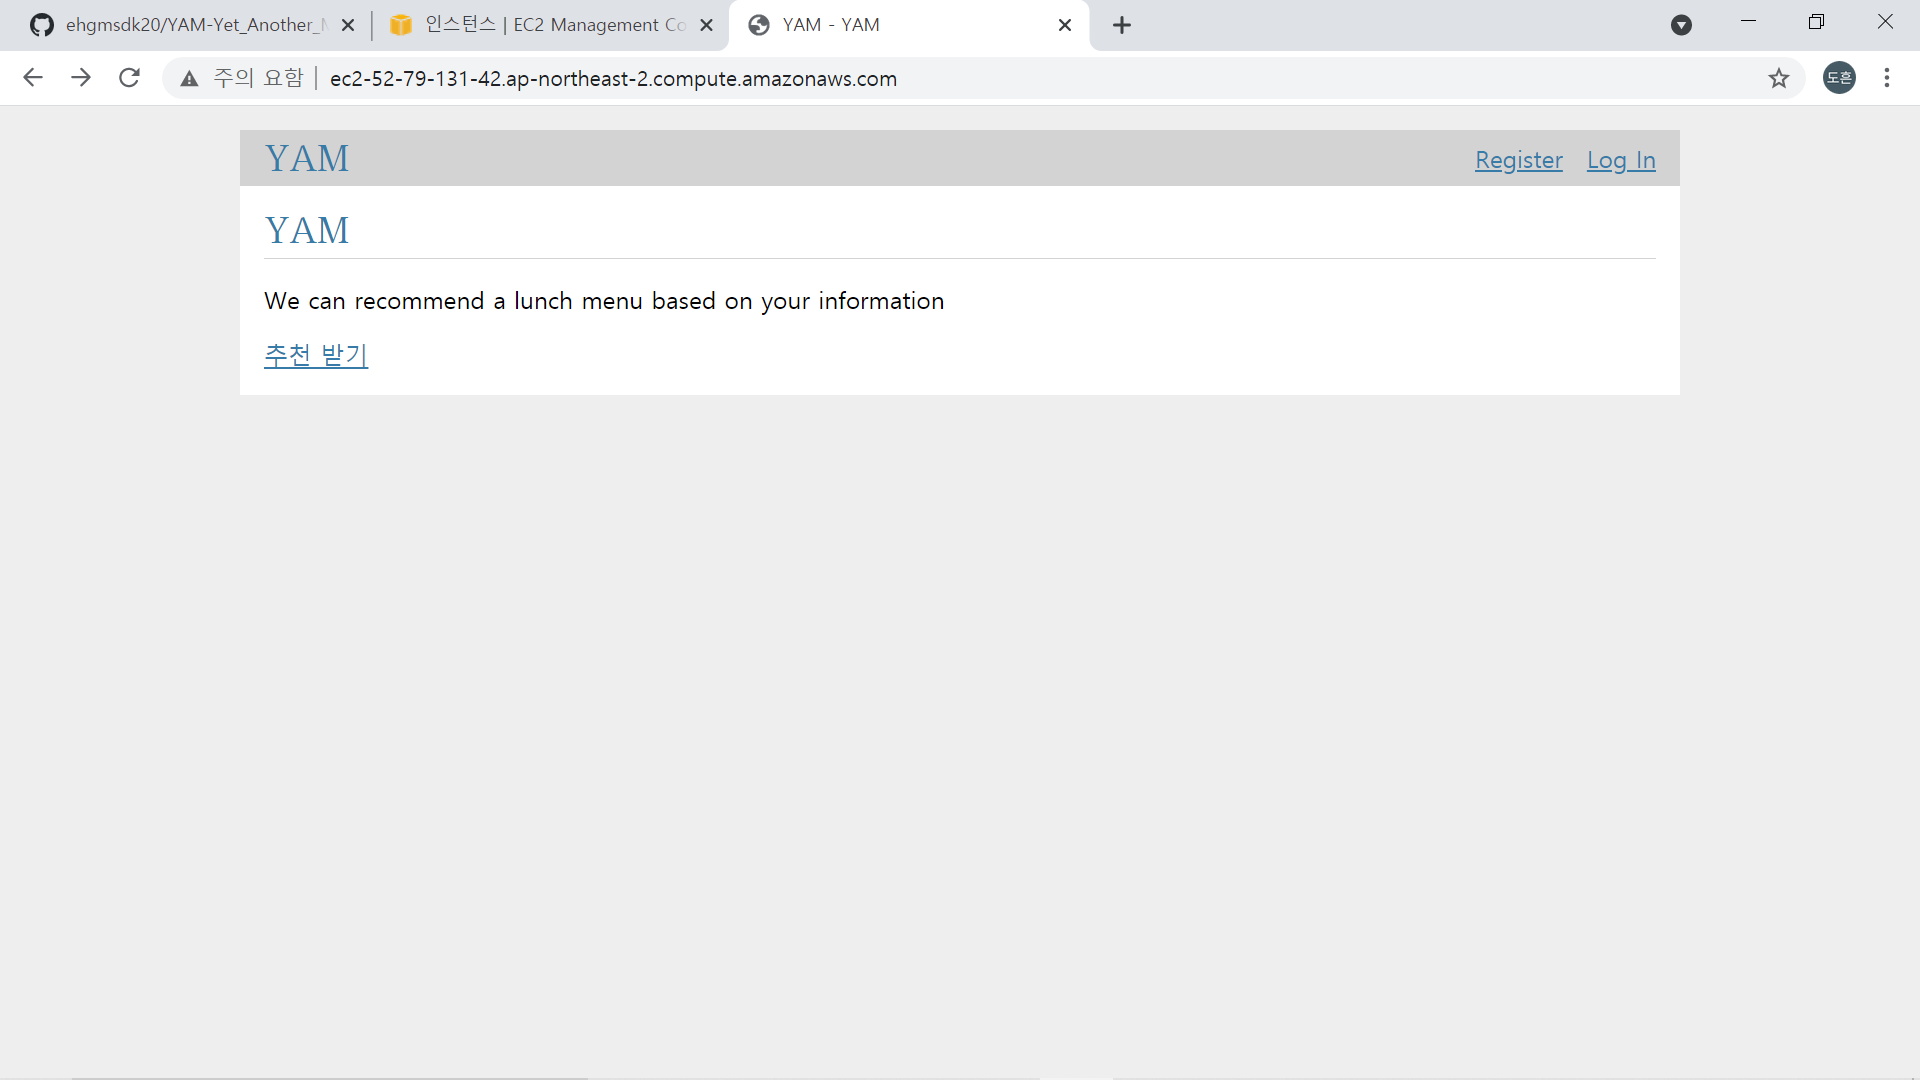 ehgmsdk20/YAM-Yet_Another_
인스턴스 | EC2 Management Co
YAM - YAM
주의 요함
ec2-52-79-131-42.ap-northeast-2.compute.amazonaws.com
도흔
YAM
Register
Log In
YAM
We can recommend a lunch menu based on your information
추천 받기